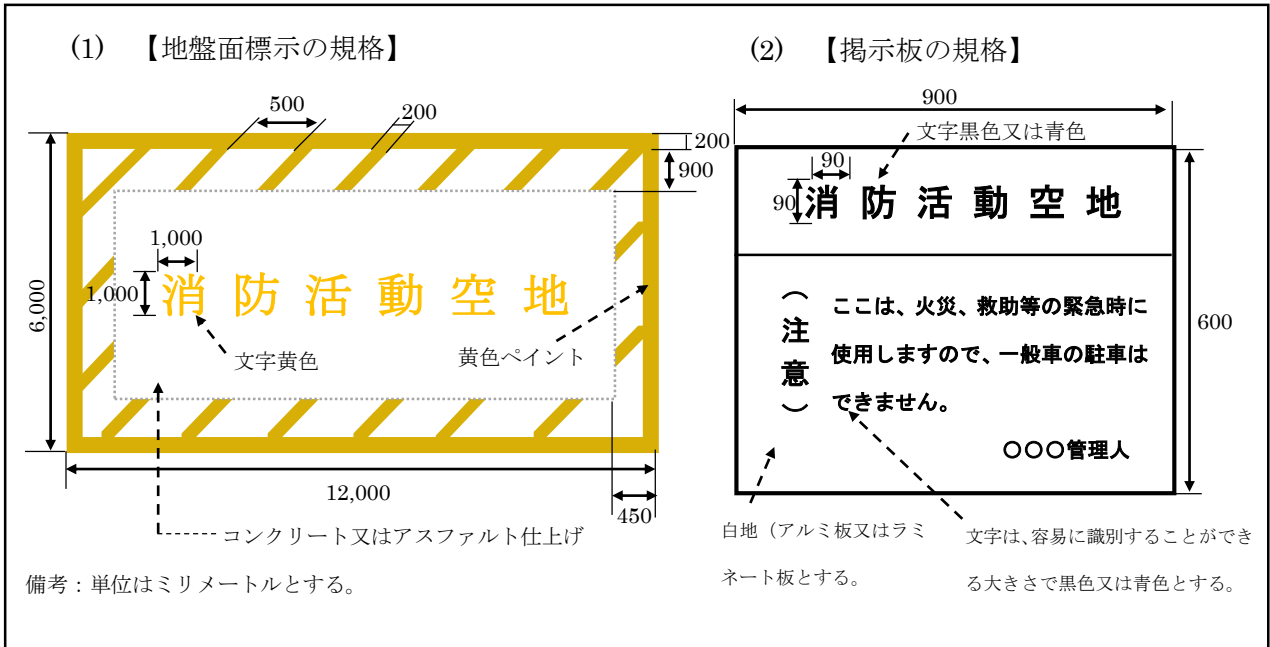 (1) 【地盤面標示の規格】
500
200
200
900
1,000
1,000
6,000
消防活動空地
文字黄色
黄色ペイント
12,000
450
コンクリート又はアスファルト仕上げ
備考：単位はミリメートルとする。
(2) 【掲示板の規格】
900
文字黒色又は青色
90
90
消防活動空地
（注意）
ここは、火災、救助等の緊急時に
使用しますので、一般車の駐車は
できません。
○○○管理人
600
白地（アルミ板又はラミ
ネート板とする。
文字は、容易に識別することができ
る大きさで黒色又は青色とする。